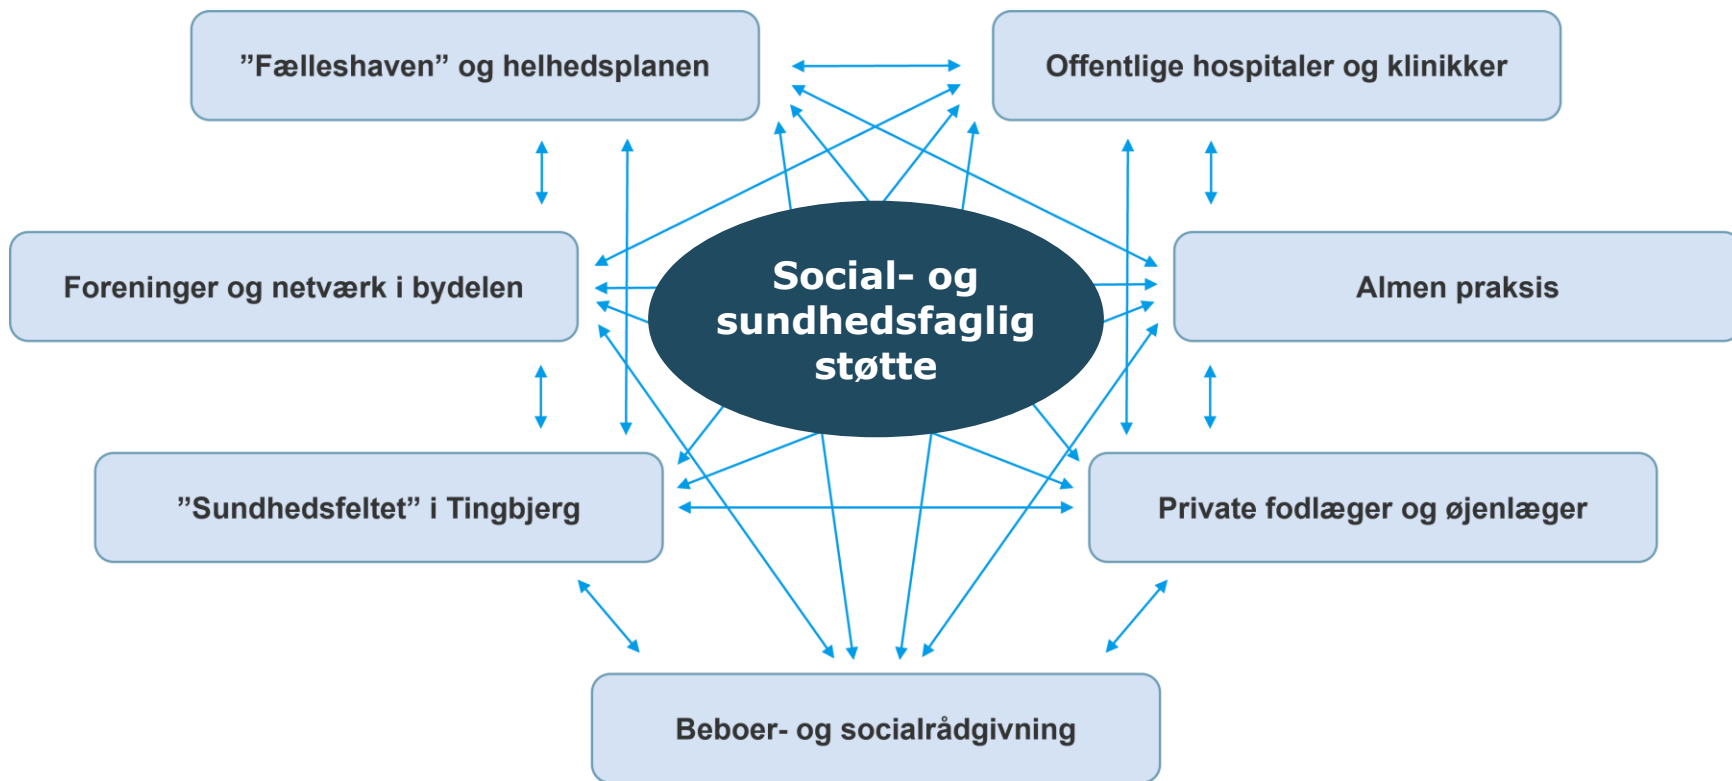 ”Fælleshaven” og helhedsplanen
Offentlige hospitaler og klinikker
Foreninger og netværk i bydelen
Social- og
sundhedsfaglig
støtte
Almen praksis
”Sundhedsfeltet” i Tingbjerg
Private fodlæger og øjenlæger
Beboer- og socialrådgivning